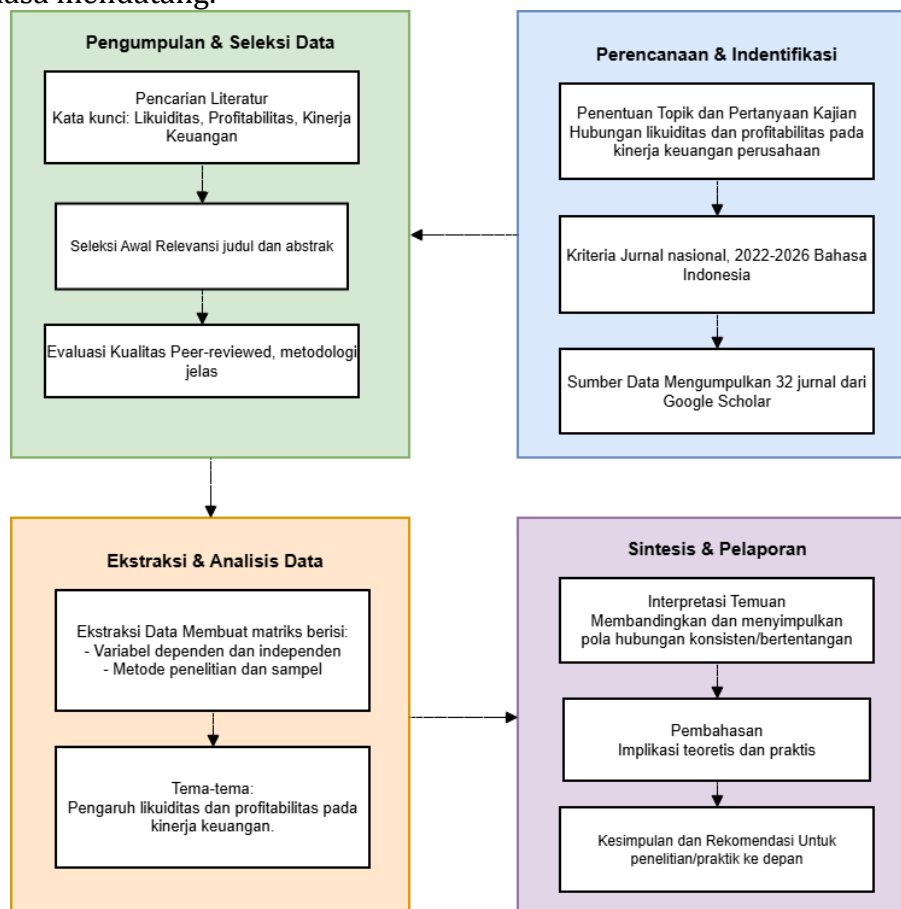 masa mendatang.
Pengumpulan & Seleksi Data
Pencarian Literatur
Kata kunci: Likuiditas, Profitabilitas, Kinerja
Keuangan
Seleksi Awal Relevansi judul dan abstrak
Evaluasi Kualitas Peer-reviewed, metodologi
jelas
Perencanaan & Indentifikasi
Penentuan Topik dan Pertanyaan Kajian
Hubungan likuiditas dan profitabilitas pada
kinerja keuangan perusahaan
Kriteria Jurnal nasional, 2022-2026 Bahasa
Indonesia
Sumber Data Mengumpulkan 32 jurnal dari
Google Scholar
Ekstraksi & Analisis Data
Ekstraksi Data Membuat matriks berisi:
- Variabel dependen dan independen
- Metode penelitian dan sampel
Tema-tema:
Pengaruh likuiditas dan profitabilitas pada
kinerja keuangan.
Sintesis & Pelaporan
Interpretasi Temuan
Membandingkan dan menyimpulkan
pola hubungan konsisten/bertentangan
Pembahasan
Implikasi teoretis dan praktis
Kesimpulan dan Rekomendasi Untuk
penelitian/praktik ke depan